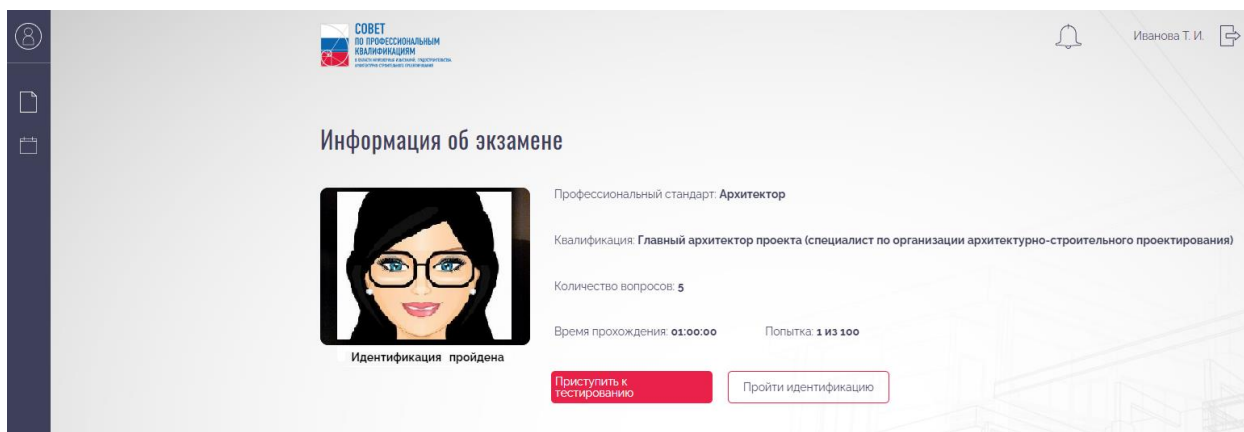 СОВЕТ
ПО ПРОФЕССИОНАЛЬНЫМ
КВАЛИФИКАЦИЯМ
Иванова Т. И.
Информация об экзамене
Профессиональный стандарт: Архитектор
Квалификация: Главный архитектор проекта (специалист по организации архитектурно-строительного проектирования)
Количество вопросов: 5
Время прохождения: 01:00:00 Попытка: 1 из 100
Идентификация пройдена
Приступить к
тестированию
Пройти идентификацию